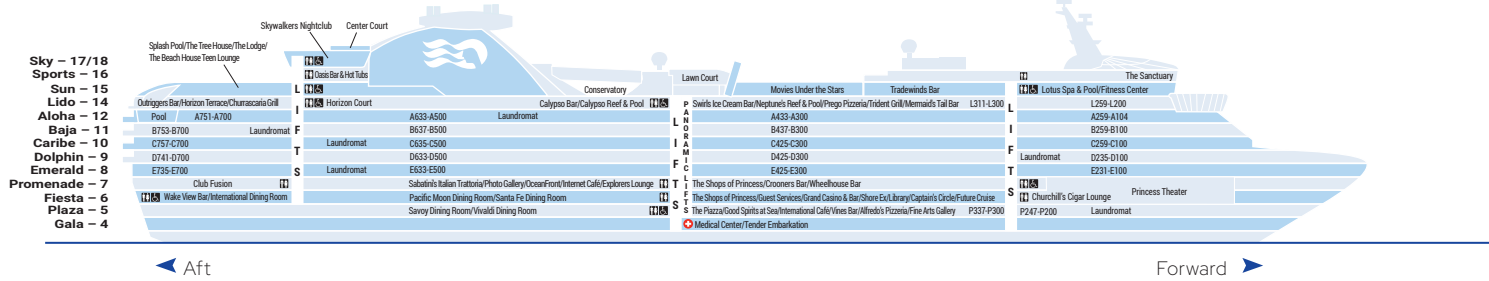 Skywalkers Nightclub
Center Court
Splash Pool/The Tree House/The Lodge/
The Beach House Teen Lounge
Sky – 17/18
Sports – 16
Oasis Bar & Hot Tubs
Lawn Court
The Sanctuary
Sun – 15
Conservatory
Movies Under the Stars
Tradewinds Bar
Lotus Spa & Pool/Fitness Center
Lido – 14
Outriggers Bar/Horizon Terrace/Churrascaria Grill
Horizon Court
Calypso Bar/Calypso Reef & Pool
Swirls Ice Cream Bar/Neptune's Reef & Pool/Prego Pizzeria/Trident Grill/Mermaid's Tail Bar
L311-L300
L259-L200
Aloha – 12
Pool
A751-A700
A633-A500
Laundromat
A433-A300
A259-A104
Baja – 11
B753-B700
Laundromat
B637-B500
B437-B300
B259-B100
Caribe – 10
C757-C700
Laundromat
C635-C500
C425-C300
C259-C100
Dolphin – 9
D741-D700
D633-D500
D425-D300
Laundromat
D235-D100
Emerald – 8
E735-E700
Laundromat
E633-E500
E425-E300
E231-E100
Promenade – 7
Club Fusion
Sabatini's Italian Trattoria/Photo Gallery/OceanFront/Internet Café/Explorers Lounge
The Shops of Princess/Crooners Bar/Wheelhouse Bar
Princess Theater
Fiesta – 6
Wake View Bar/International Dining Room
Pacific Moon Dining Room/Santa Fe Dining Room
The Shops of Princess/Guest Services/Grand Casino & Bar/Shore Ex/Library/Captain's Circle/Future Cruise
Churchill's Cigar Lounge
Plaza – 5
Savoy Dining Room/Vivaldi Dining Room
The Piazza/Good Spirits at Sea/International Café/Vines Bar/Alfredo's Pizzeria/Fine Arts Gallery
P337-P300
P247-P200
Laundromat
Gala – 4
Medical Center/Tender Embarkation
LIFTS
LIFTS
PANORAMIC LIFTS
LIFTS
Aft
Forward